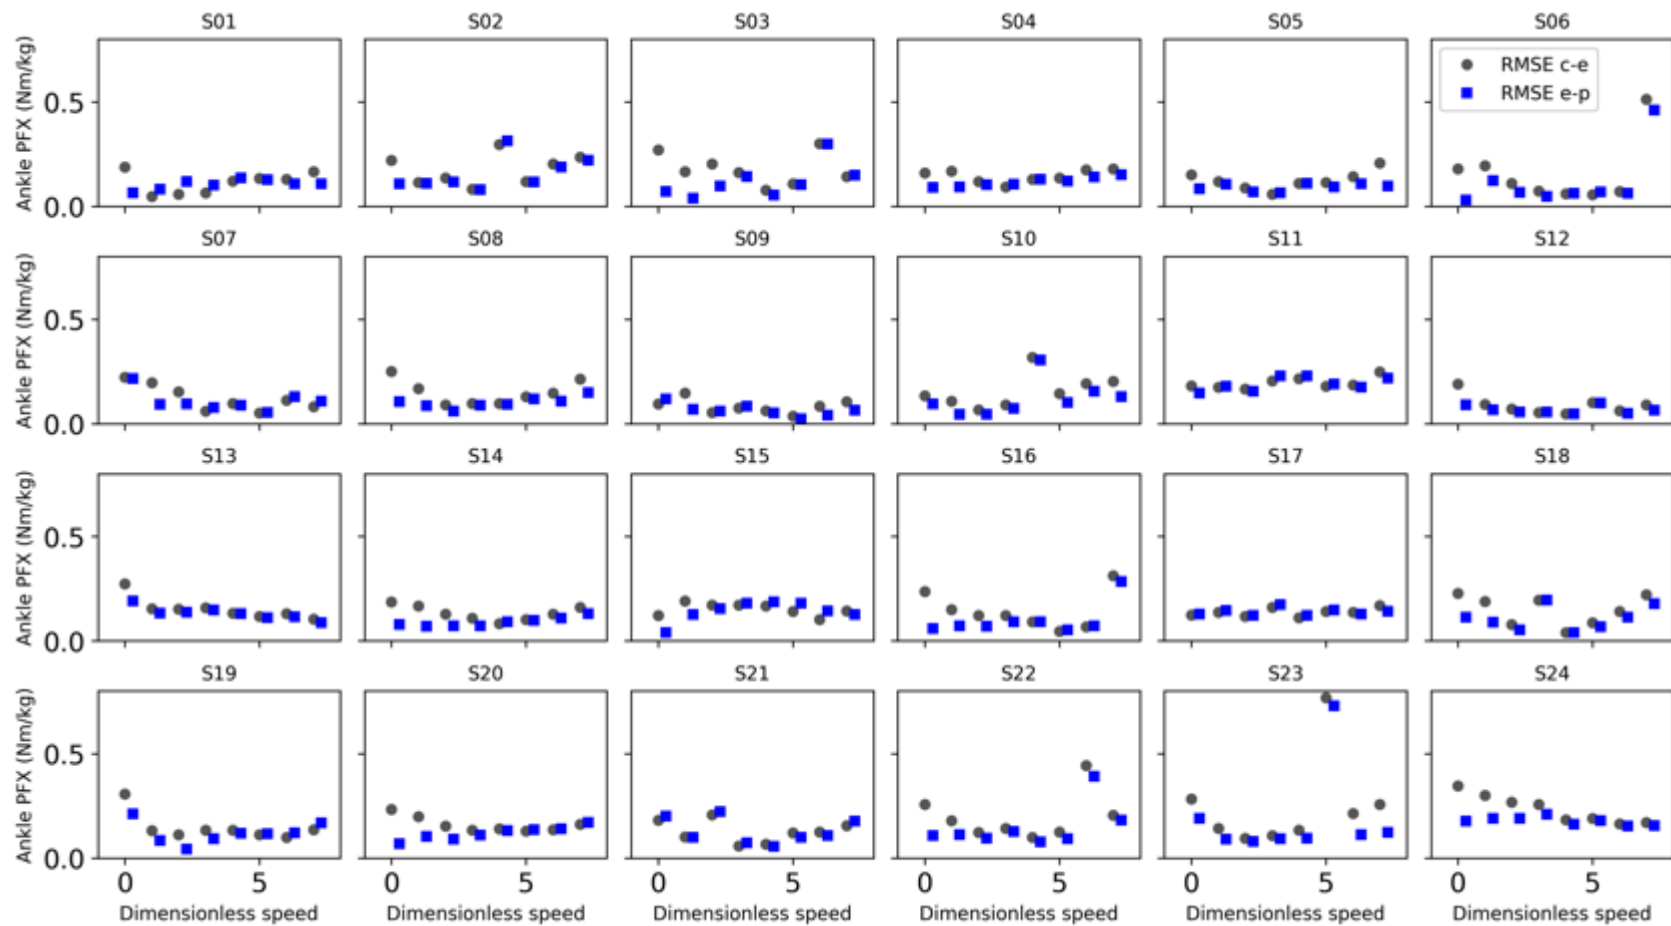 S01 S02 S03 S04 S05 S06
Ankle PFX (Nm/kg)
0.5
0.0
RMSE c-e
RMSE e-p
S07 S08 S09 S10 S11 S12
Ankle PFX (Nm/kg)
0.5
0.0
S13 S14 S15 S16 S17 S18
Ankle PFX (Nm/kg)
0.5
0.0
S19 S20 S21 S22 S23 S24
Ankle PFX (Nm/kg)
0.5
0.0
0 5 0 5 0 5 0 5 0 5 0 5
Dimensionless speed Dimensionless speed Dimensionless speed Dimensionless speed Dimensionless speed Dimensionless speed